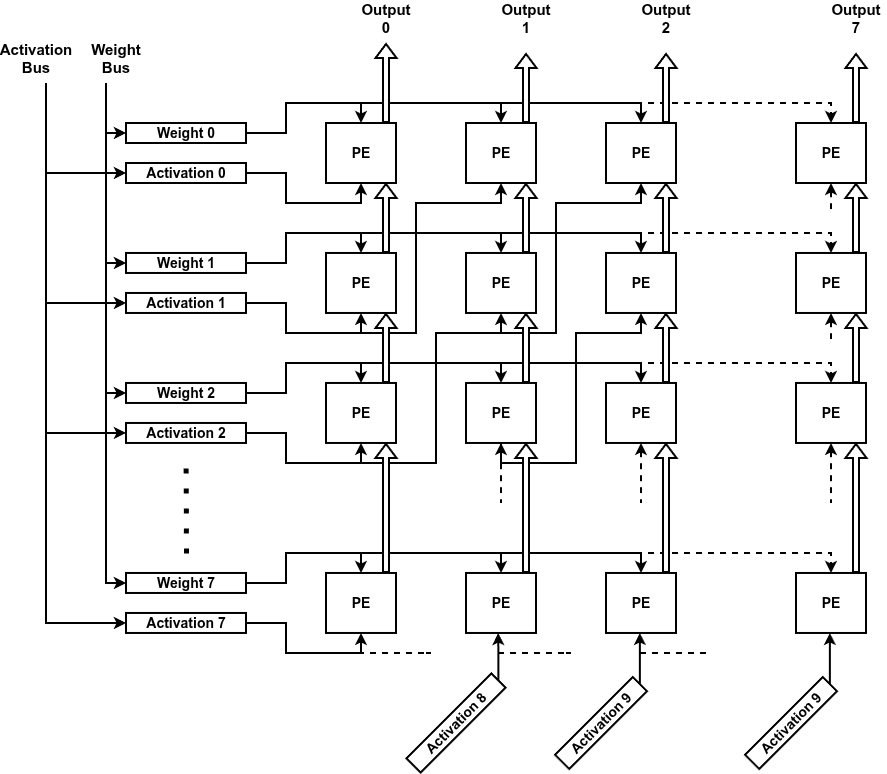 Output
0
Output
1
Output
2
Output
7
Activation
Bus
Weight
Bus
Weight 0
Activation 0
PE
PE
PE
PE
Weight 1
Activation 1
PE
PE
PE
PE
Weight 2
Activation 2
PE
PE
PE
PE
Weight 7
Activation 7
PE
PE
PE
PE
Activation 8
Activation 9
Activation 9